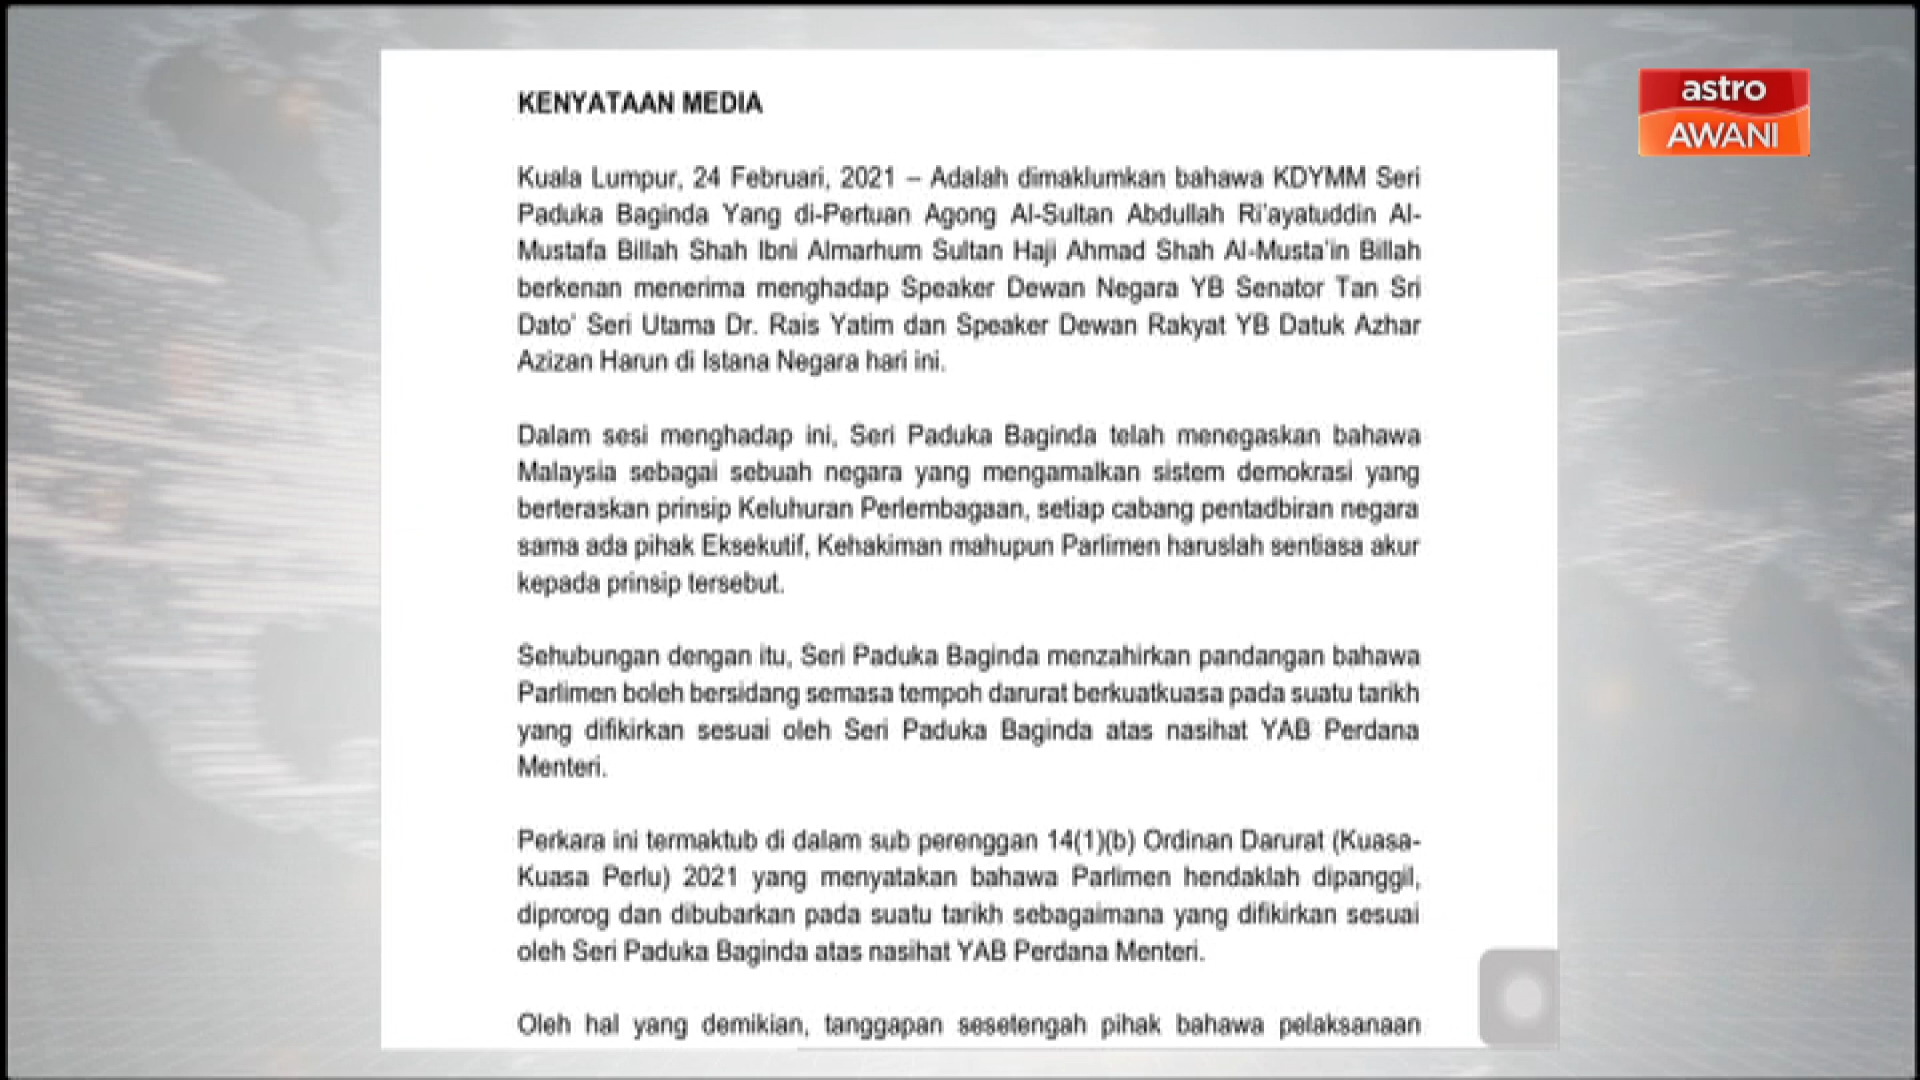 KENYATAAN MEDIA
astro
AWANI
Kuala Lumpur, 24 Februari, 2021 – Adalah dimaklumkan bahawa KDYMM Seri
Paduka Baginda Yang di-Pertuan Agong Al-Sultan Abdullah Ri'ayatuddin Al-
Mustafa Billah Shah Ibni Almarhum Sultan Haji Ahmad Shah Al-Musta'in Billah
berkenan menerima menghadap Speaker Dewan Negara YB Senator Tan Sri
Dato' Seri Utama Dr. Rais Yatim dan Speaker Dewan Rakyat YB Datuk Azhar
Azizan Harun di Istana Negara hari ini.
Dalam sesi menghadap ini, Seri Paduka Baginda telah menegaskan bahawa
Malaysia sebagai sebuah negara yang mengamalkan sistem demokrasi yang
berteraskan prinsip Keluhuran Perlembagaan, setiap cabang pentadbiran negara
sama ada pihak Eksekutif, Kehakiman mahupun Parlimen haruslah sentiasa akur
kepada prinsip tersebut.
Sehubungan dengan itu, Seri Paduka Baginda menzahirkan pandangan bahawa
Parlimen boleh bersidang semasa tempoh darurat berkuatkuasa pada suatu tarikh
yang difikirkan sesuai oleh Seri Paduka Baginda atas nasihat YAB Perdana
Menteri.
Perkara ini termaktub di dalam sub perenggan 14(1)(b) Ordinan Darurat (Kuasa-
Kuasa Perlu) 2021 yang menyatakan bahawa Parlimen hendaklah dipanggil,
diprorog dan dibubarkan pada suatu tarikh sebagaimana yang difikirkan sesuai
oleh Seri Paduka Baginda atas nasihat YAB Perdana Menteri.
Oleh hal yang demikian, tanggapan sesetengah pihak bahawa pelaksanaan